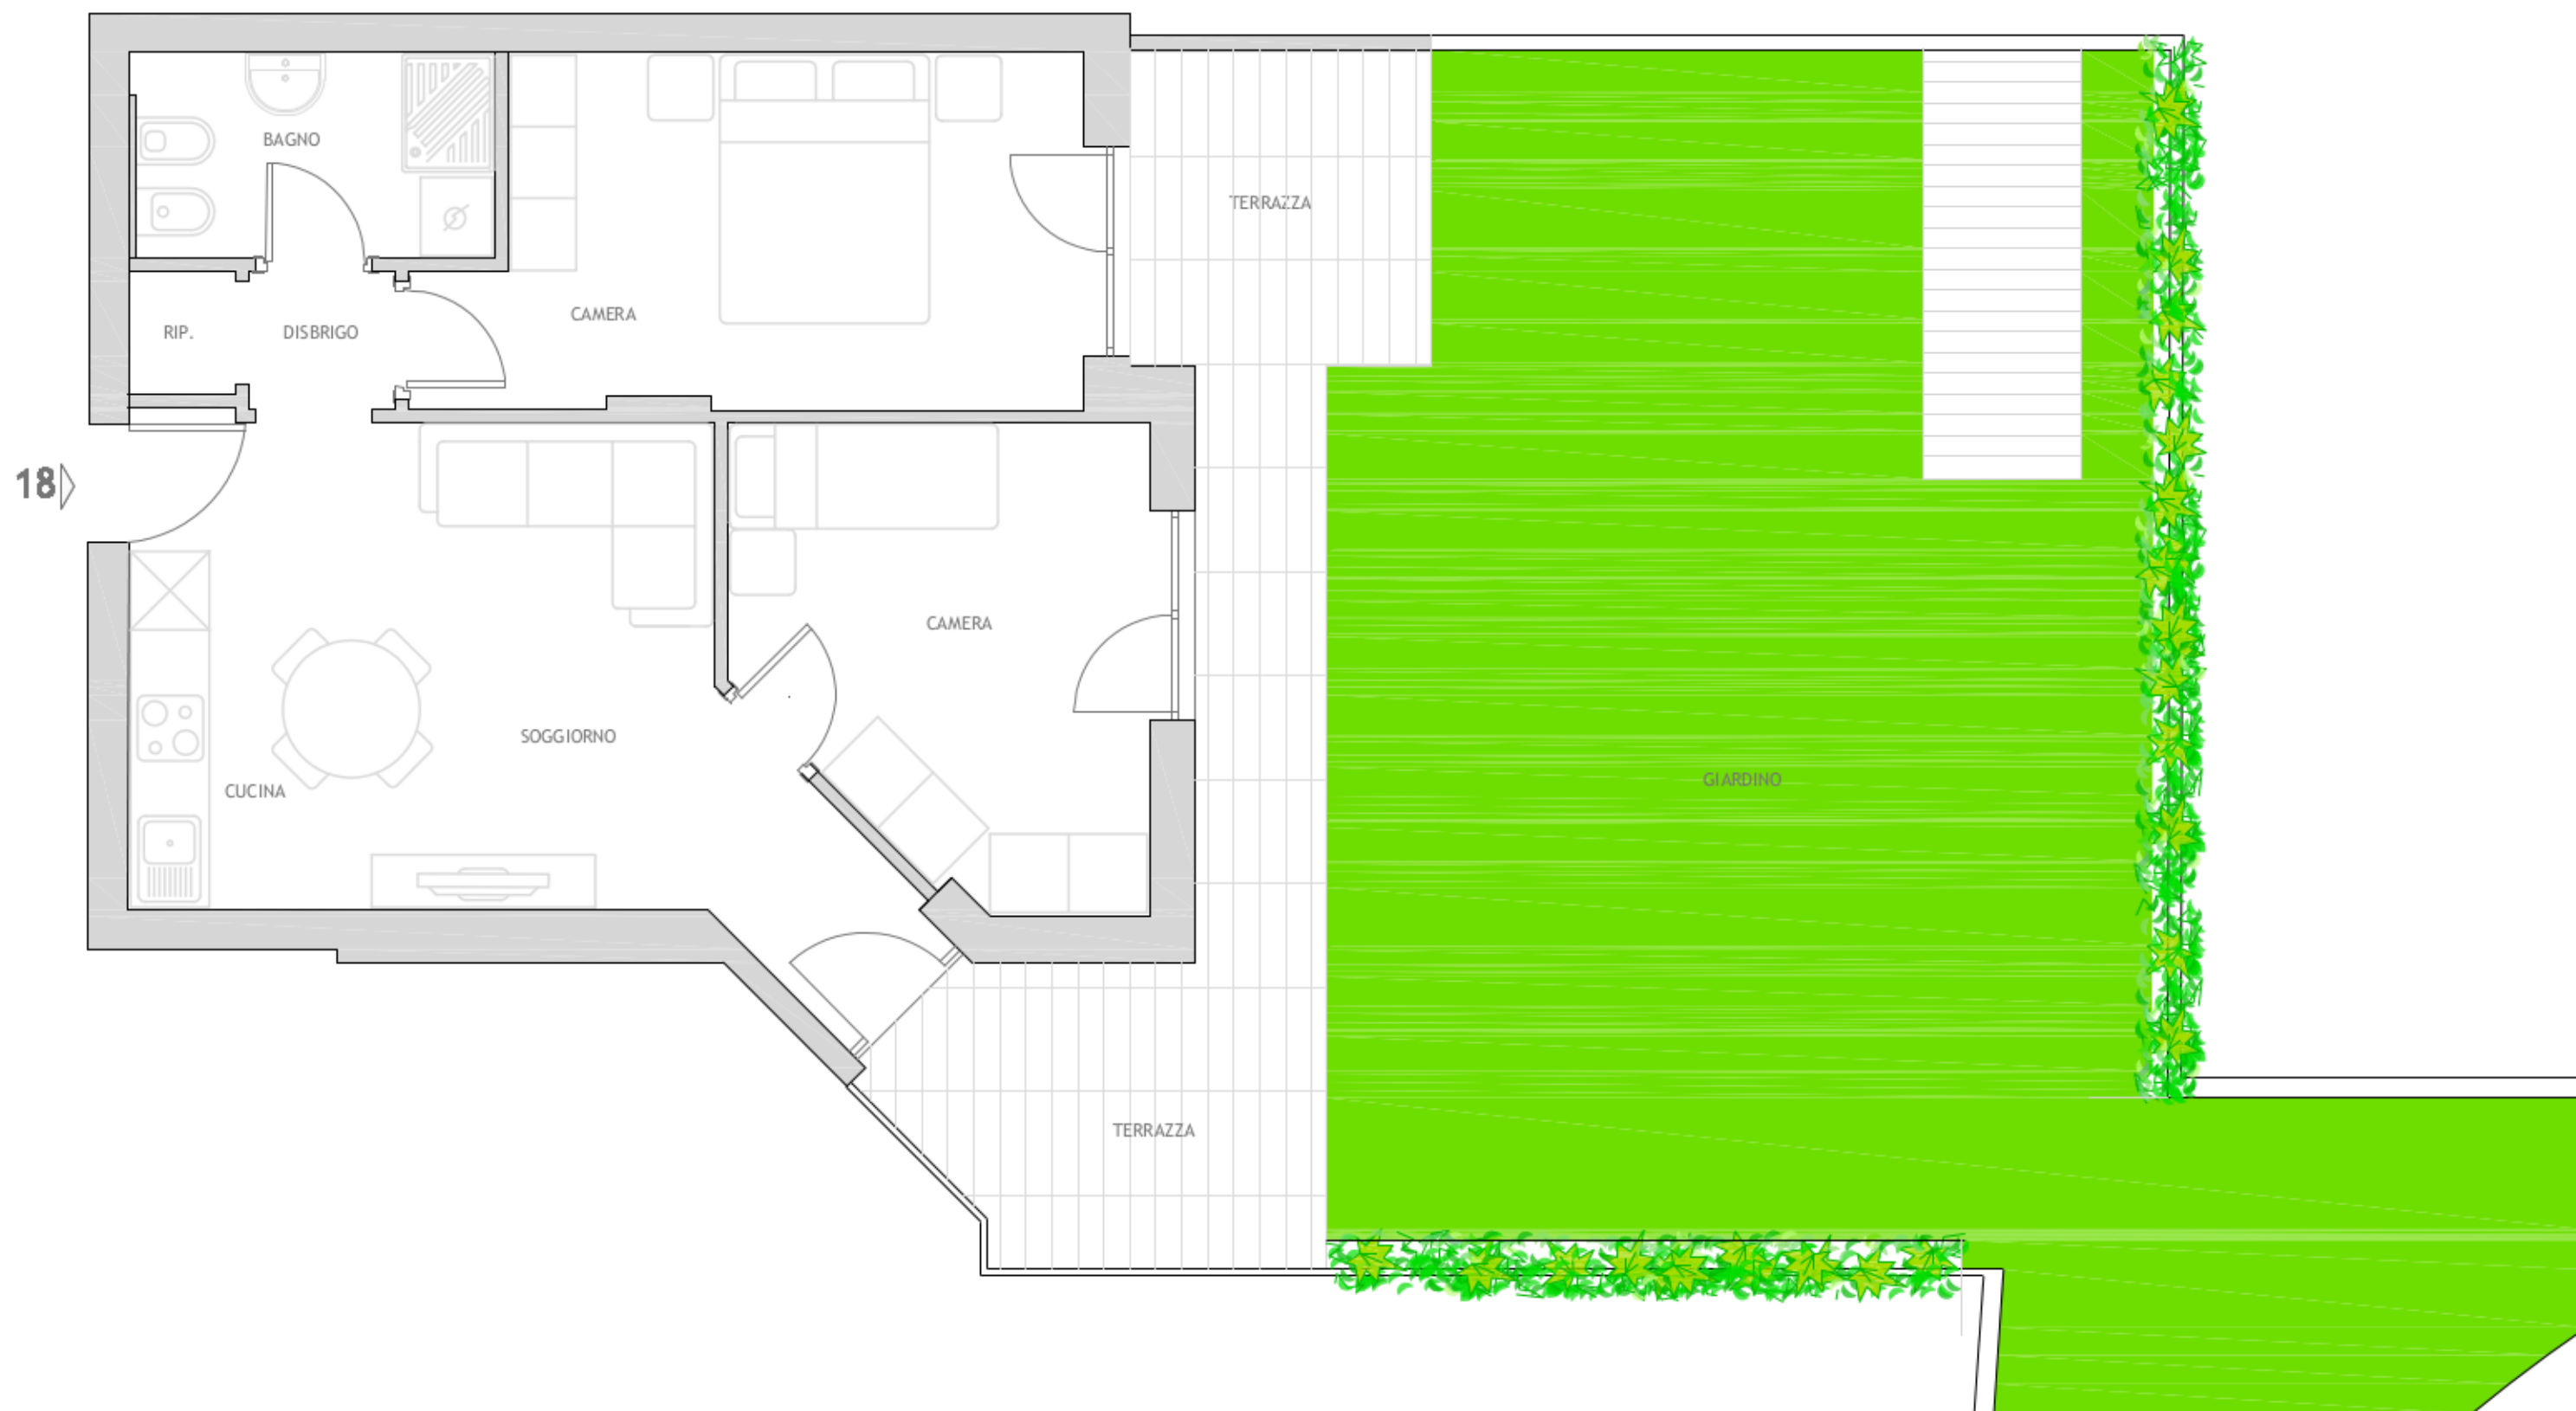 BAGNO
TERRAZZA
CAMERA
RIP.
DISBRIGO
18
CAMERA
SOGGIORNO
GIARDINO
CUCINA
TERRAZZA